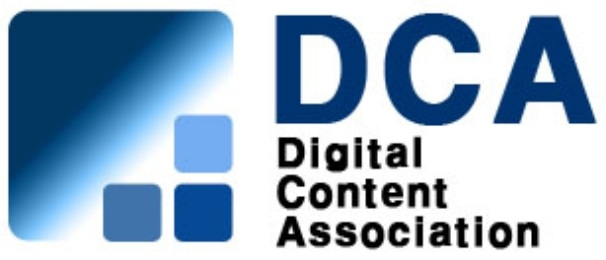 DCA
Digital
Content
Association